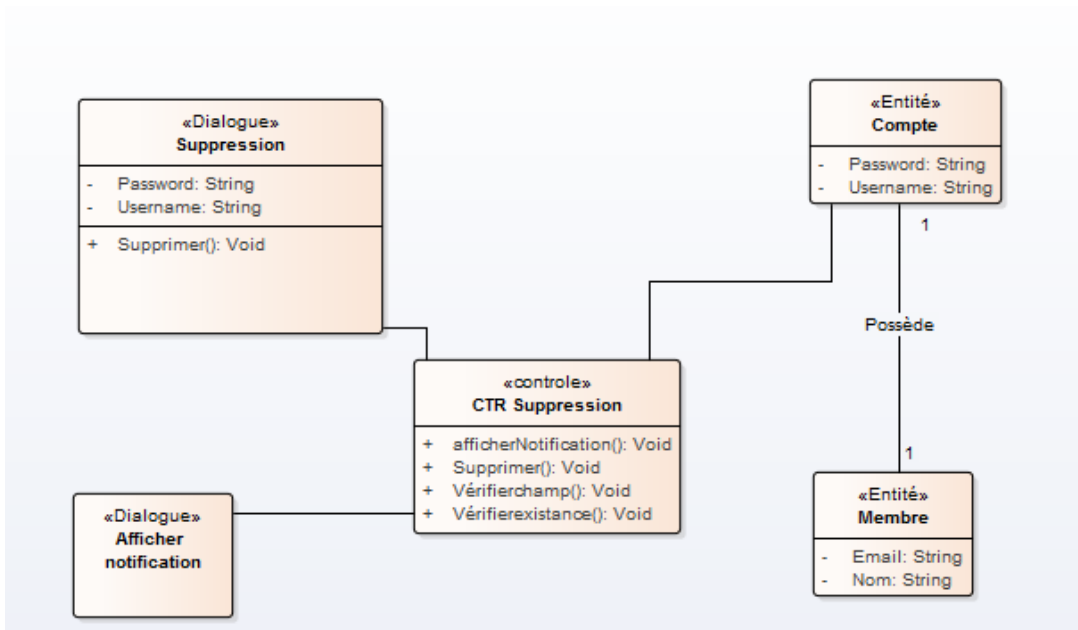 «Dialogue»
Suppression
- Password: String
- Username: String
+ Supprimer(): Void
«Entité»
Compte
- Password: String
- Username: String
1
Possède
1
«controle»
CTR Suppression
+ afficherNotification(): Void
+ Supprimer(): Void
+ Vérifierchamp(): Void
+ Vérifierexistance(): Void
«Dialogue»
Afficher
notification
«Entité»
Membre
- Email: String
- Nom: String